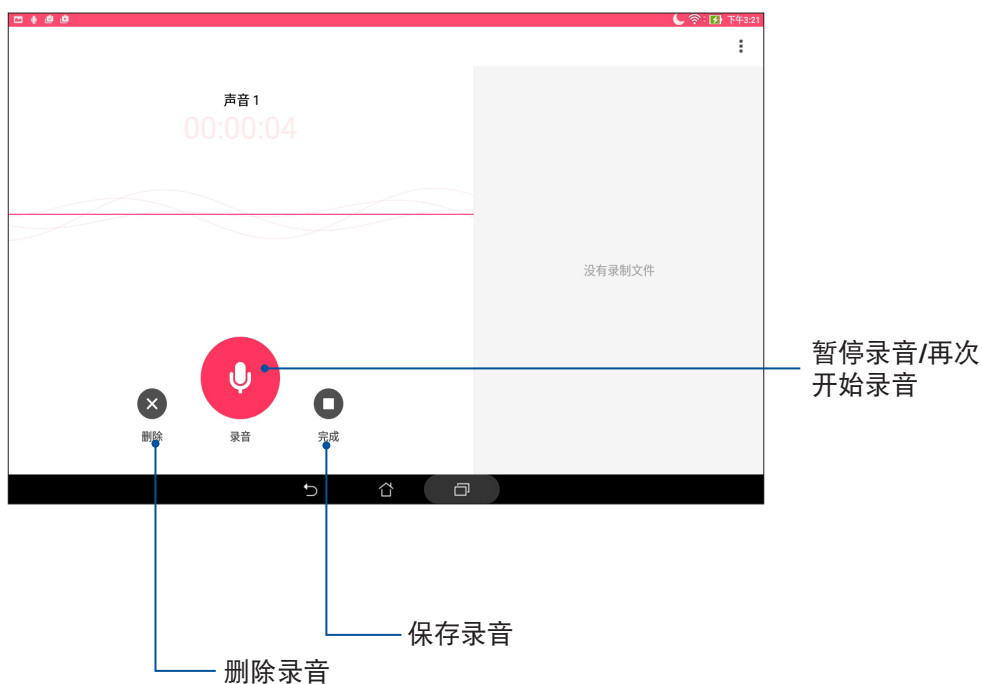 下午3:21
声音 1
00:00:04
没有录制文件
暂停录音/再次
开始录音
删除
录音
完成
保存录音
删除录音